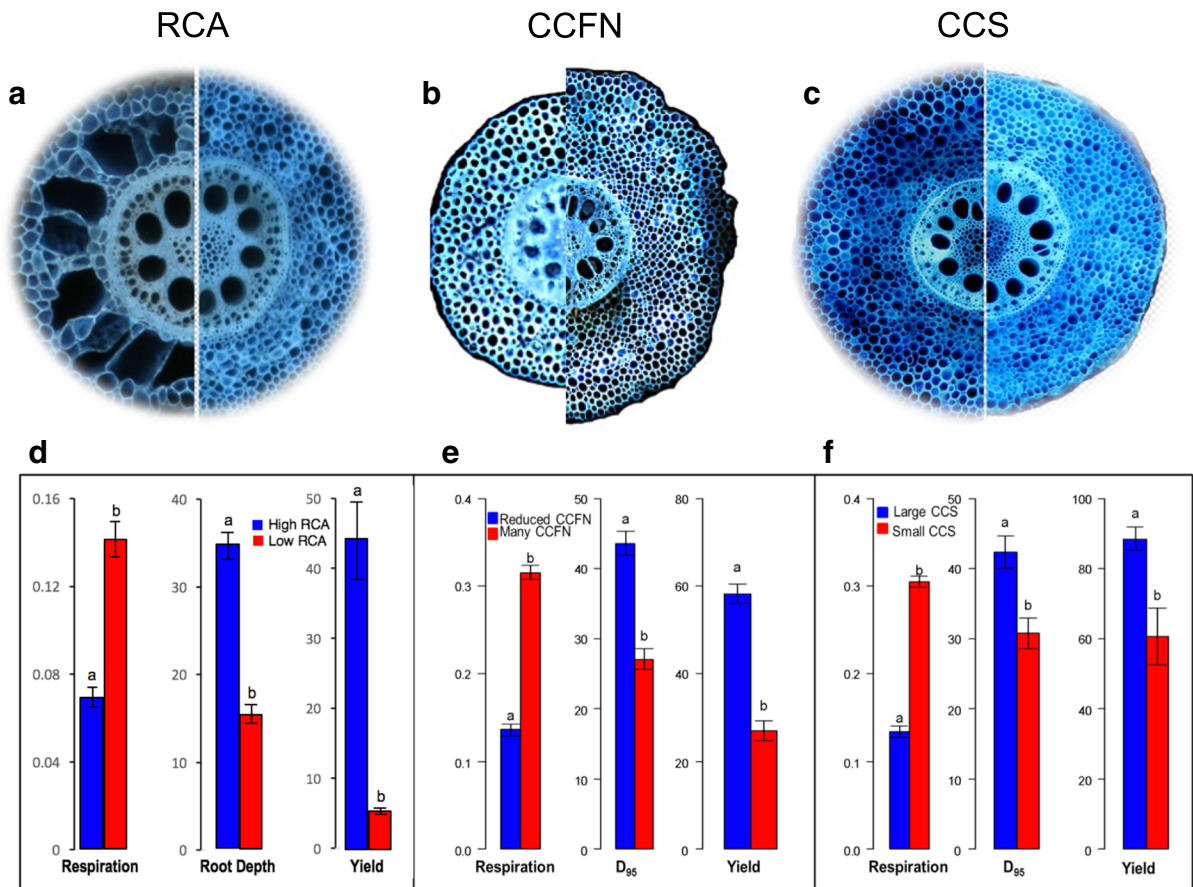 RCA CCFN CCS
a b c
d e f
0.16
0.12
0.08
0.04
0
a
b
Respiration
40
30
20
10
0
a
b
Root Depth
High RCA
Low RCA
50
40
30
20
10
0
a
b
Yield
0.4
0.3
0.2
0.1
0.0
Reduced CCFN
Many CCFN
a
b
Respiration
50
40
30
20
10
0
a
b
D95
80
60
40
20
0
a
b
Yield
0.4
0.3
0.2
0.1
0.0
Large CCS
Small CCS
a
b
Respiration
50
40
30
20
10
0
a
b
D95
100
80
60
40
20
0
a
b
Yield